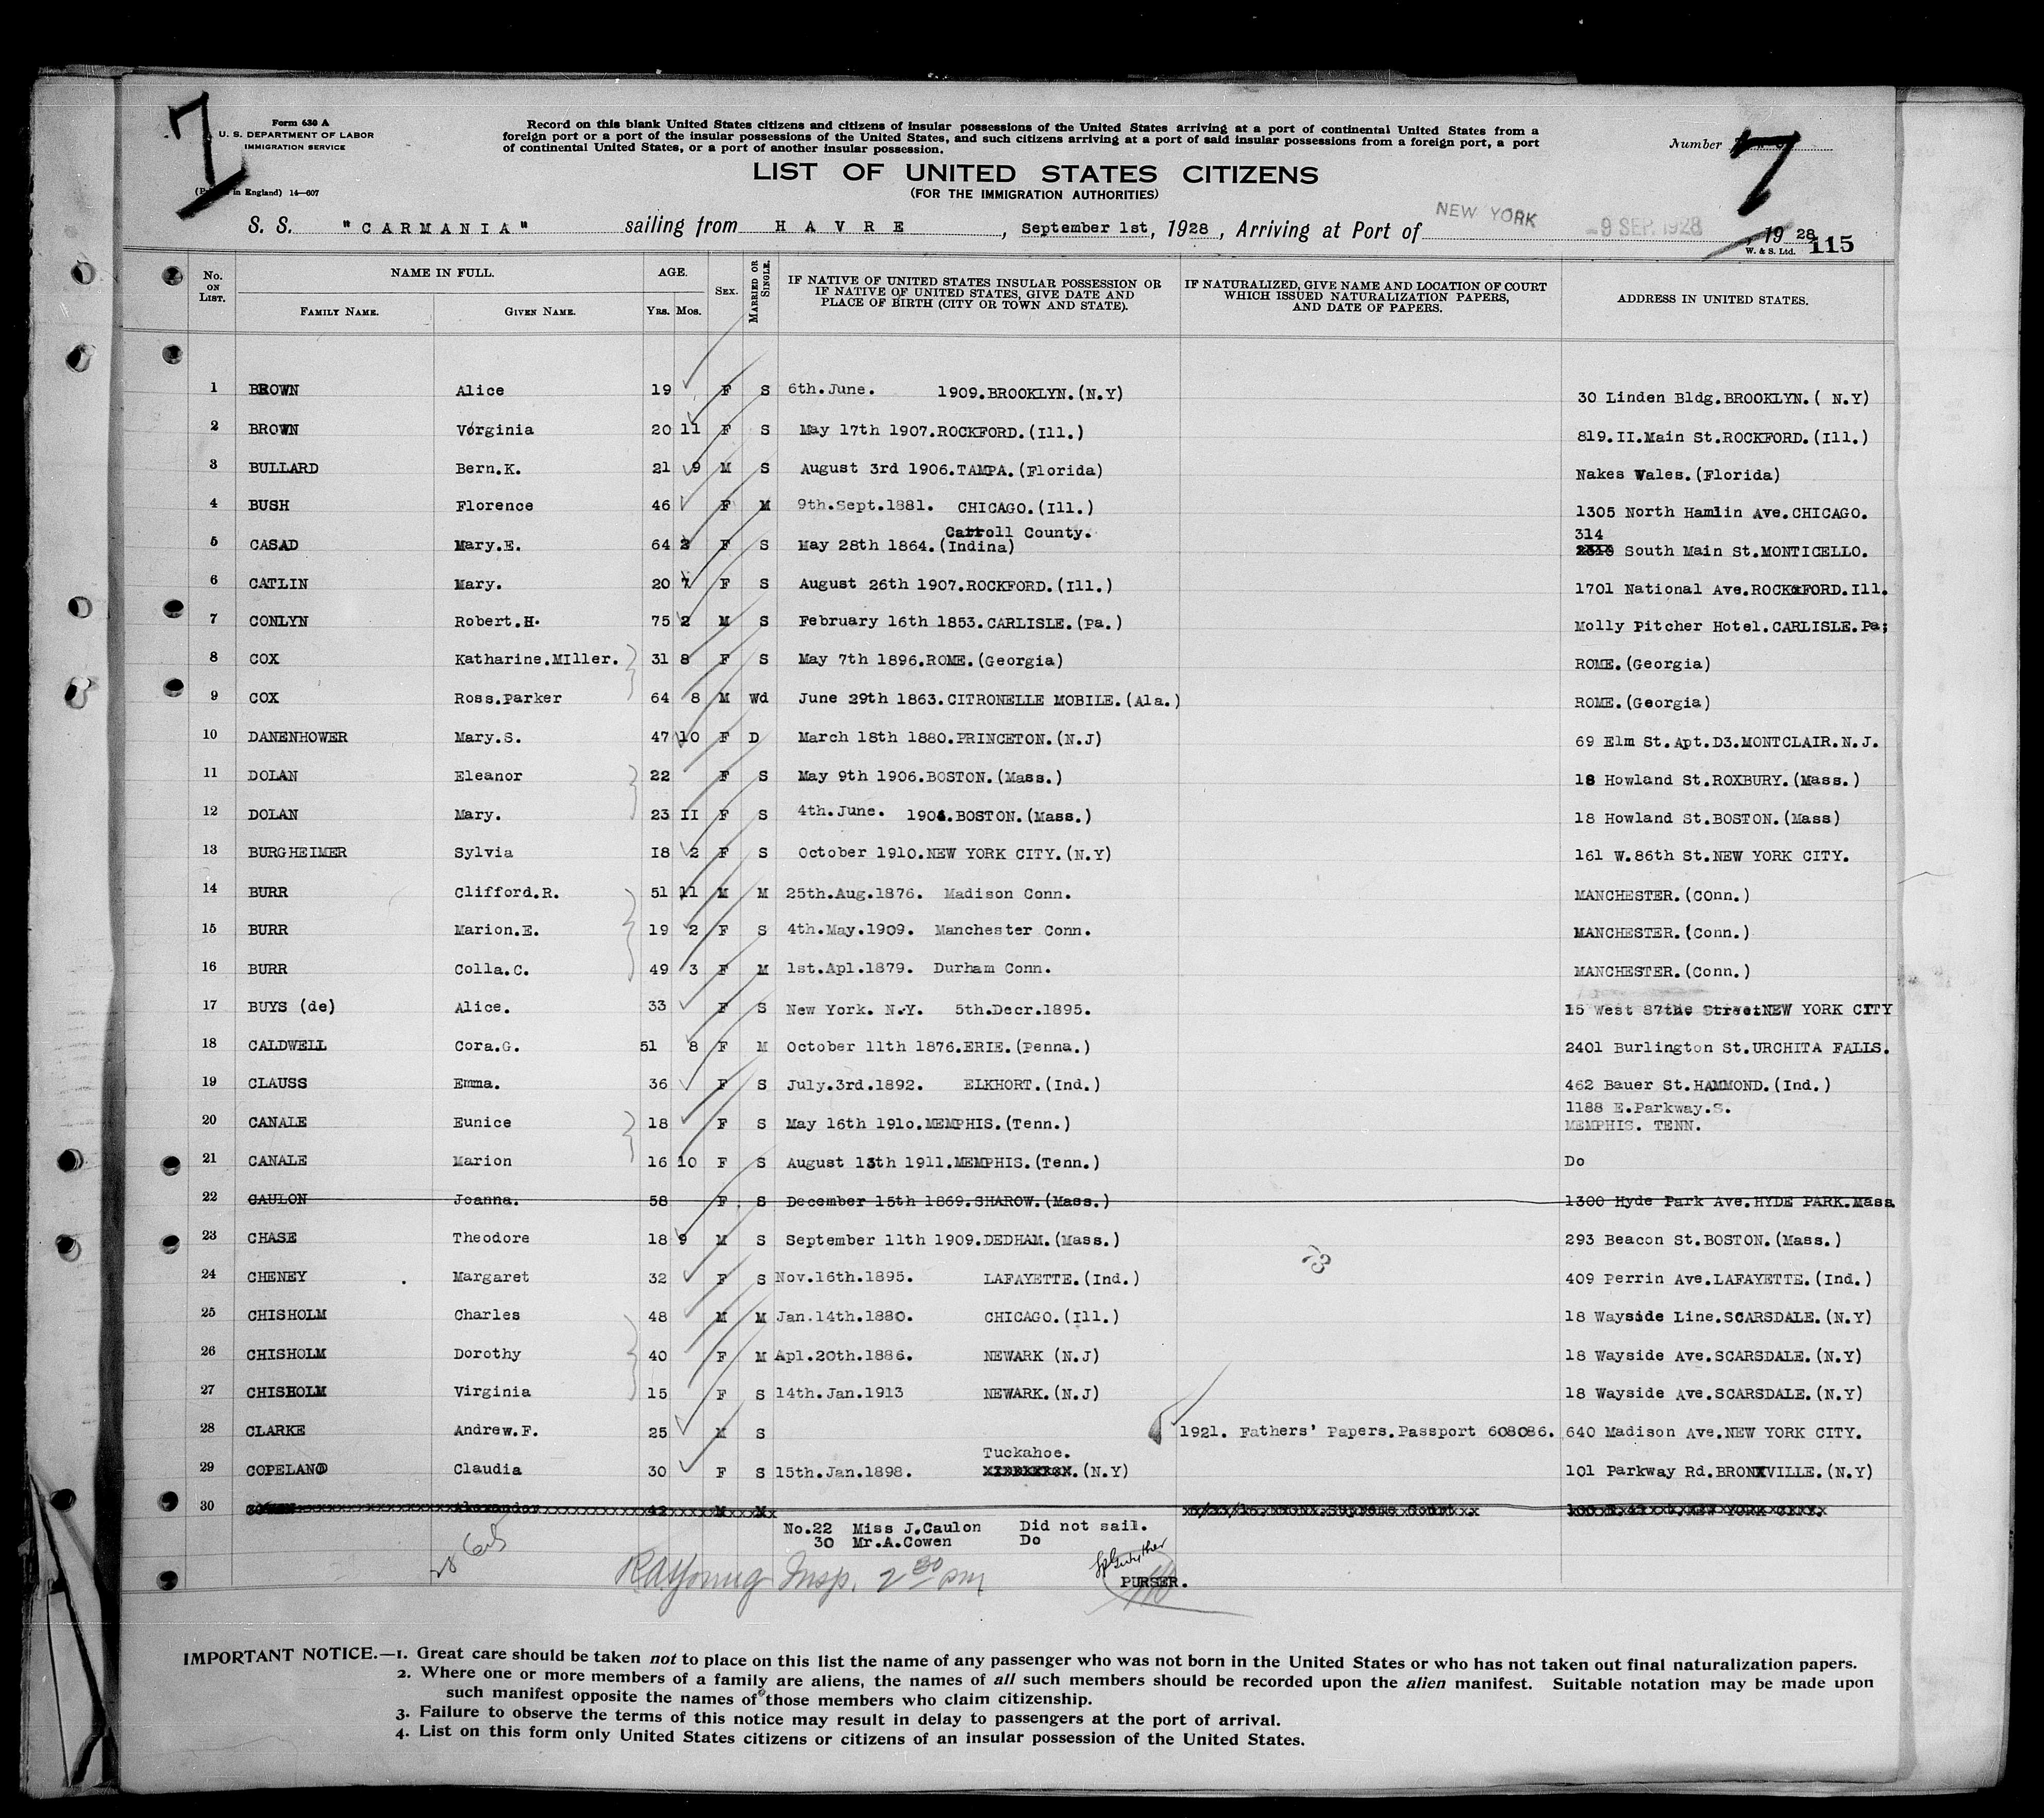 7
Form 630 A
U. S. DEPARTMENT OF LABOR
IMMIGRATION SERVICE
in England) 14—607
Record on this blank United States citizens and citizens of insular possessions of the United States arriving at a port of continental United States from a
foreign port or a port of the insular possessions of the United States, and such citizens arriving at a port of said insular possessions from a foreign port, a port
of continental United States, or a port of another insular possession.
Number 7
LIST OF UNITED STATES CITIZENS
(FOR THE IMMIGRATION AUTHORITIES)
S. S. "CARMANIA" sailing from HAVRE, September 1st, 1928, Arriving at Port of NEW YORK -9 SEP. 1928, 1928
W. & S. Ltd. 115
No. ON LIST. NAME IN FULL. FAMILY NAME. GIVEN NAME. AGE. YRS. MOS. SEX. MARRIED OR SINGLE. IF NATIVE OF UNITED STATES INSULAR POSSESSION OR IF NATIVE OF UNITED STATES, GIVE DATE AND PLACE OF BIRTH (CITY OR TOWN AND STATE). IF NATURALIZED, GIVE NAME AND LOCATION OF COURT WHICH ISSUED NATURALIZATION PAPERS, AND DATE OF PAPERS. ADDRESS IN UNITED STATES.
1 BROWN Alice 19 F S 6th.June. 1909.BROOKLYN.(N.Y) 30 Linden Bldg.BROOKLYN.( N.Y)
2 BROWN Virginia 20 11 F S May 17th 1907.ROCKFORD.(Ill.) 819.II.Main St.ROCKFORD.(Ill.)
3 BULLARD Bern.K. 21 9 M S August 3rd 1906.TAMPA.(Florida) Nakes Wales.(Florida)
4 BUSH Florence 46 F M 9th.Sept.1881. CHICAGO.(Ill.) 1305 North Hamlin Ave.CHICAGO.
Carroll County. 314
5 CASAD Mary.E. 64 2 F S May 28th 1864.(Indina) South Main St.MONTICELLO.
6 CATLIN Mary. 20 7 F S August 26th 1907.ROCKFORD.(Ill.) 1701 National Ave.ROCKFORD.Ill.
7 CONLYN Robert.H. 75 2 M S February 16th 1853.CARLISLE.(Pa.) Molly Pitcher Hotel.CARLISLE.Pa;
8 COX Katharine.MIller. 31 8 F S May 7th 1896.ROME.(Georgia) ROME.(Georgia)
9 COX Ross.Parker 64 8 M Wd June 29th 1863.CITRONELLE MOBILE.(Ala.) ROME.(Georgia)
10 DANENHOWER Mary.S. 47 10 F D March 18th 1880.PRINCETON.(N.J) 69 Elm St.Apt.D3.MONTCLAIR.N.J.
11 DOLAN Eleanor 22 F S May 9th 1906.BOSTON.(Mass.) 18 Howland St.ROXBURY.(Mass.)
12 DOLAN Mary. 23 II F S 4th.June. BOSTON.(Mass.) 18 Howland St.BOSTON.(Mass)
13 BURGHEIMER Sylvia I8 2 F S October 1910.NEW YORK CITY.(N.Y) 161 W.86th St.NEW YORK CITY.
14 BURR Clifford.R. 51 11 M M 25th.Aug.1876. Madison Conn. MANCHESTER.(COnn.)
15 BURR Marion.E. 19 2 F S 4th.May.1909. Manchester Conn. MANCHESTER.(Conn.)
16 BURR Colla.C. 49 3 F M 1st.Apl.1879. Durham Conn. MANCHESTER.(Conn.)
17 BUYS (de) Alice. 33 F S New York. N.Y. 5th.Decr.1895. 15 West 87the StreetNEW YORK CITY
18 CALDWELL Cora.G. 51 8 F M October 11th 1876.ERIE.(Penna.) 2401 Burlington St.URCHITA FALLS.
19 CLAUSS Emma. 36 F S July.3rd.1892. ELKHORT.(Ind.) 462 Bauer St.HAMMOND.(Ind.)
1188 E.Parkway.S.
20 CANALE Eunice 18 F S May 16th 1910.MEMPHIS.(Tenn.) MEMPHIS. TENN.
21 CANALE Marion 16 10 F S August 13th 1911.MEMPHIS.(Tenn.) Do
22 CAULON Joanna. 58 F S December 15th 1869.SHAROW.(Mass.) 1300 Hyde Park Ave.HYDE PARK.Mass
23 CHASE Theodore 18 9 M S September 11th 1909.DEDHAM.(Mass.) 293 Beacon St.BOSTON.(Mass.)
24 CHENEY Margaret 32 F S Nov.16th.1895. LAFAYETTE.(Ind.) 409 Perrin Ave.LAFAYETTE.(Ind.)
25 CHISHOLM Charles 48 M M Jan.14th.1880. CHICAGO.(Ill.) 18 Wayside Line.SCARSDALE.(N.Y)
26 CHISHOLM Dorothy 40 F M Apl.20th.1886. NEWARK (N.J) 18 Wayside Ave.SCARSDALE.(N.Y)
27 CHISHOLM Virginia 15 F S 14th.Jan.1913 NEWARK.(N.J) 18 Wayside Ave.SCARSDALE.(N.Y)
28 CLARKE Andrew.F. 25 M S 1921. Fathers' Papers.Passport 608086. 640 Madison Ave.NEW YORK CITY.
Tuckahoe.
29 COPELAND Claudia 30 F S 15th.Jan.1898. (N.Y) 101 Parkway Rd.BRONXVILLE.(N.Y)
30 Alexander 42 M M Supreme Court NEW YORK CITY.
No.22 Miss J.Caulon Did not sail.
30 Mr.A.Cowen Do
28
Insp. 2 30 pm
PURSER.
IMPORTANT NOTICE.—1. Great care should be taken not to place on this list the name of any passenger who was not born in the United States or who has not taken out final naturalization papers.
2. Where one or more members of a family are aliens, the names of all such members should be recorded upon the alien manifest. Suitable notation may be made upon
such manifest opposite the names of those members who claim citizenship.
3. Failure to observe the terms of this notice may result in delay to passengers at the port of arrival.
4. List on this form only United States citizens or citizens of an insular possession of the United States.